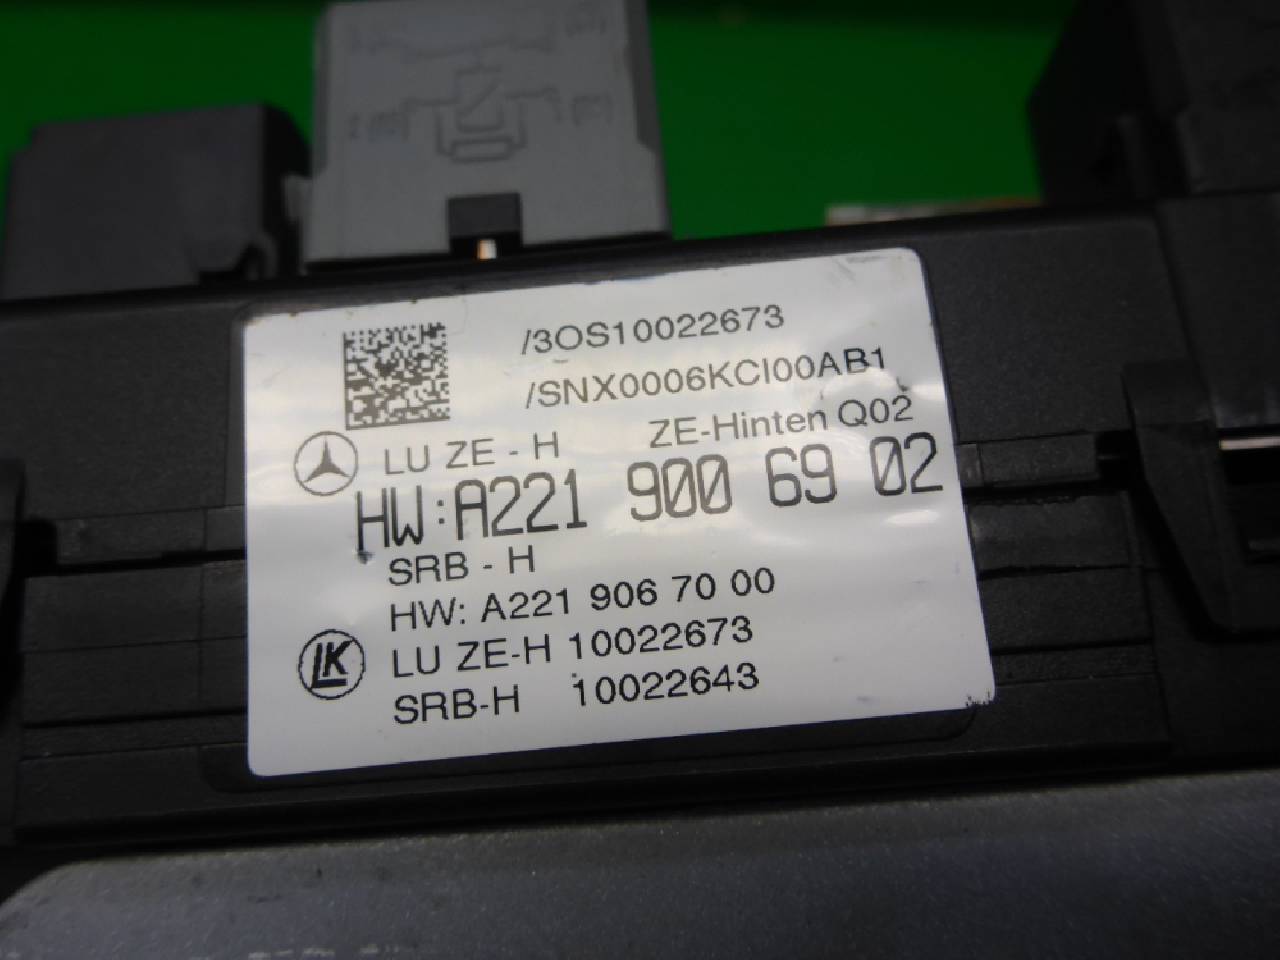 /3OS10022673
/SNX0006KCI00AB1
LU ZE - H ZE-Hinten Q02
HW:A221 900 69 02
SRB - H
HW: A221 906 70 00
LU ZE-H 10022673
LK
SRB-H 10022643